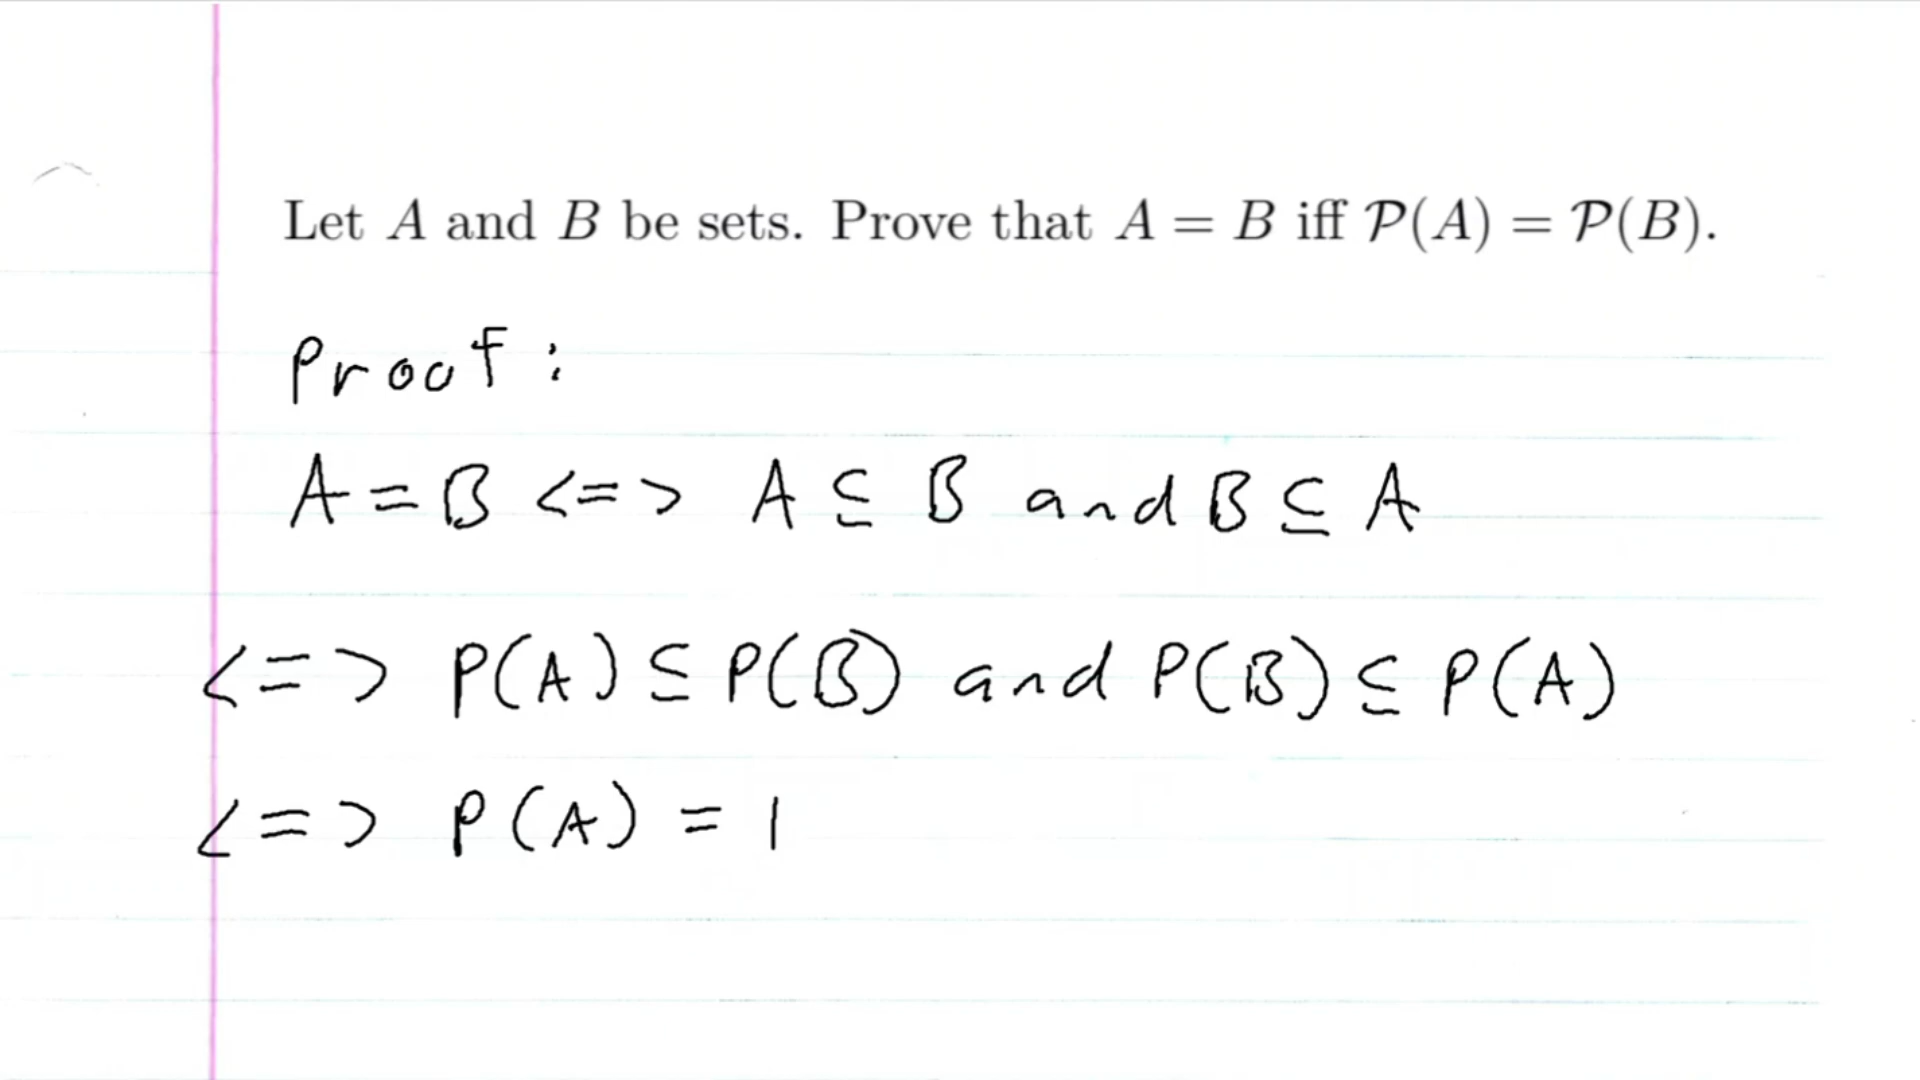 Let A and B be sets. Prove that A = B iff 𝒫(A) = 𝒫(B).
Proof:
A = B <=> A ⊆ B and B ⊆ A
<=> P(A) ⊆ P(B) and P(B) ⊆ P(A)
<=> P(A) = 1